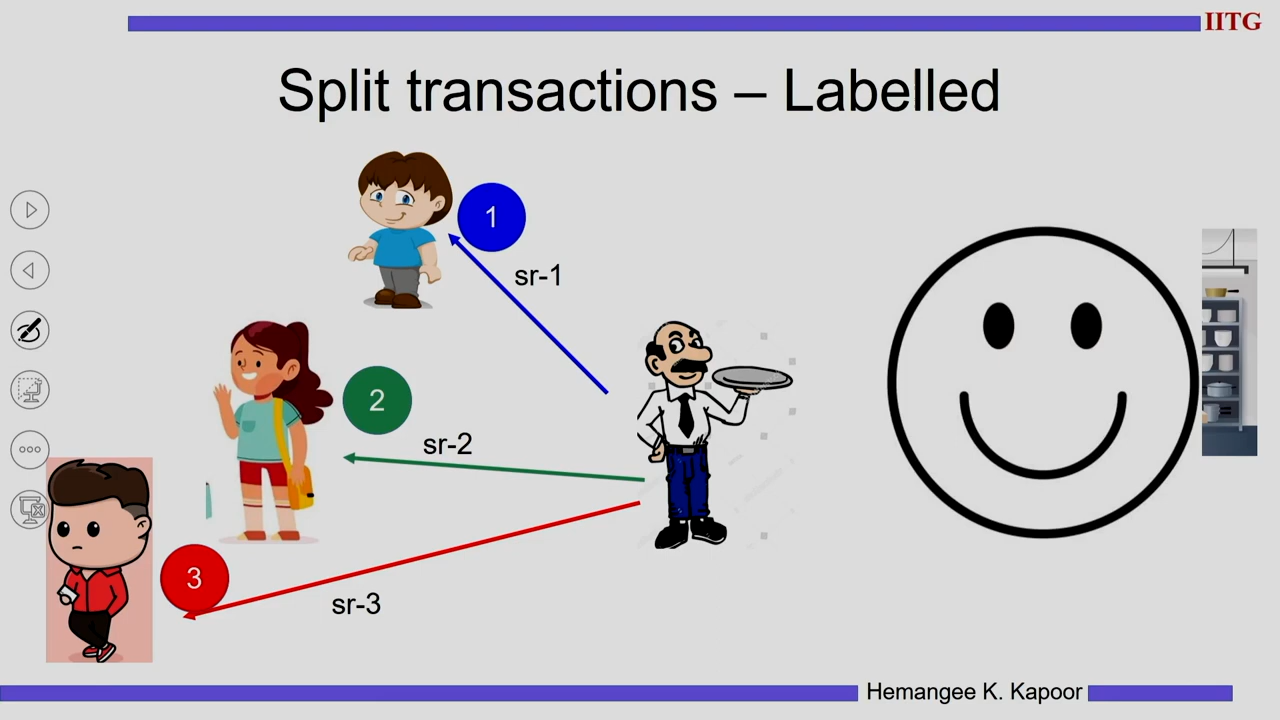 IITG
Split transactions – Labelled
1
sr-1
2
sr-2
3
sr-3
Hemangee K. Kapoor